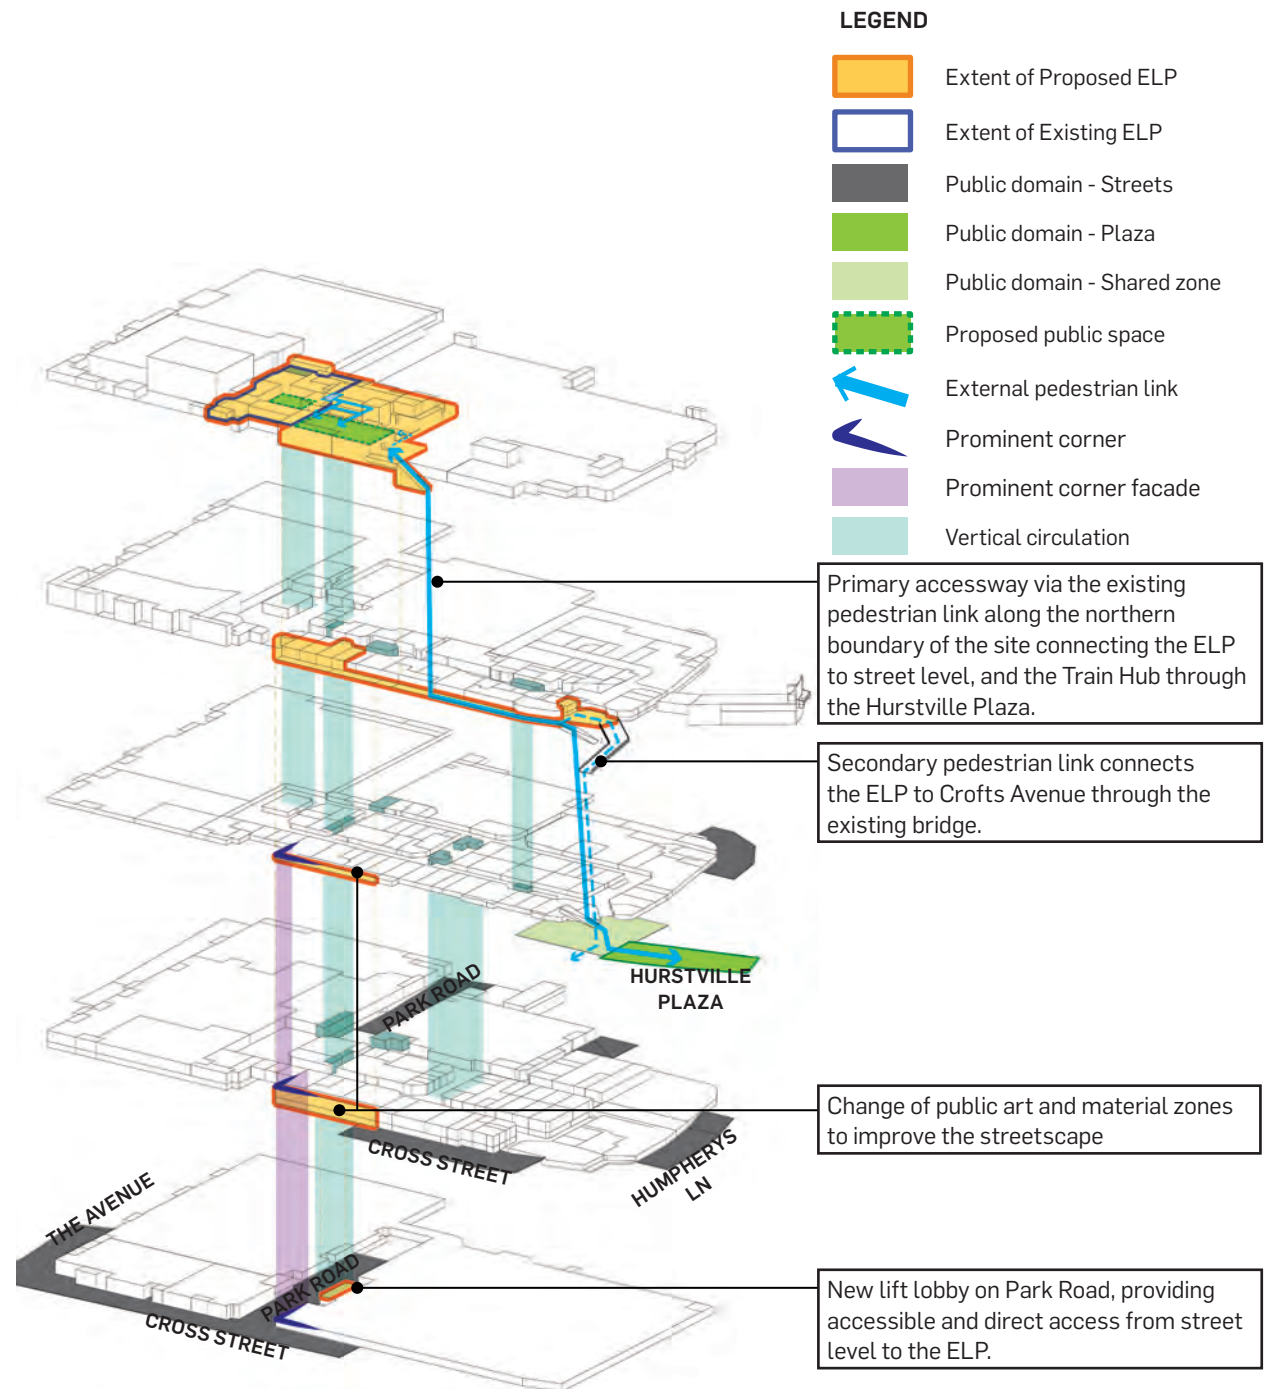 LEGEND
Extent of Proposed ELP
Extent of Existing ELP
Public domain - Streets
Public domain - Plaza
Public domain - Shared zone
Proposed public space
External pedestrian link
Prominent corner
Prominent corner facade
Vertical circulation
Primary accessway via the existing
pedestrian link along the northern
boundary of the site connecting the ELP
to street level, and the Train Hub through
the Hurstville Plaza.
Secondary pedestrian link connects
the ELP to Crofts Avenue through the
existing bridge.
HURSTVILLE
PLAZA
PARK ROAD
Change of public art and material zones
to improve the streetscape
CROSS STREET
HUMPHERYS
LN
THE AVENUE
PARK ROAD
CROSS STREET
New lift lobby on Park Road, providing
accessible and direct access from street
level to the ELP.